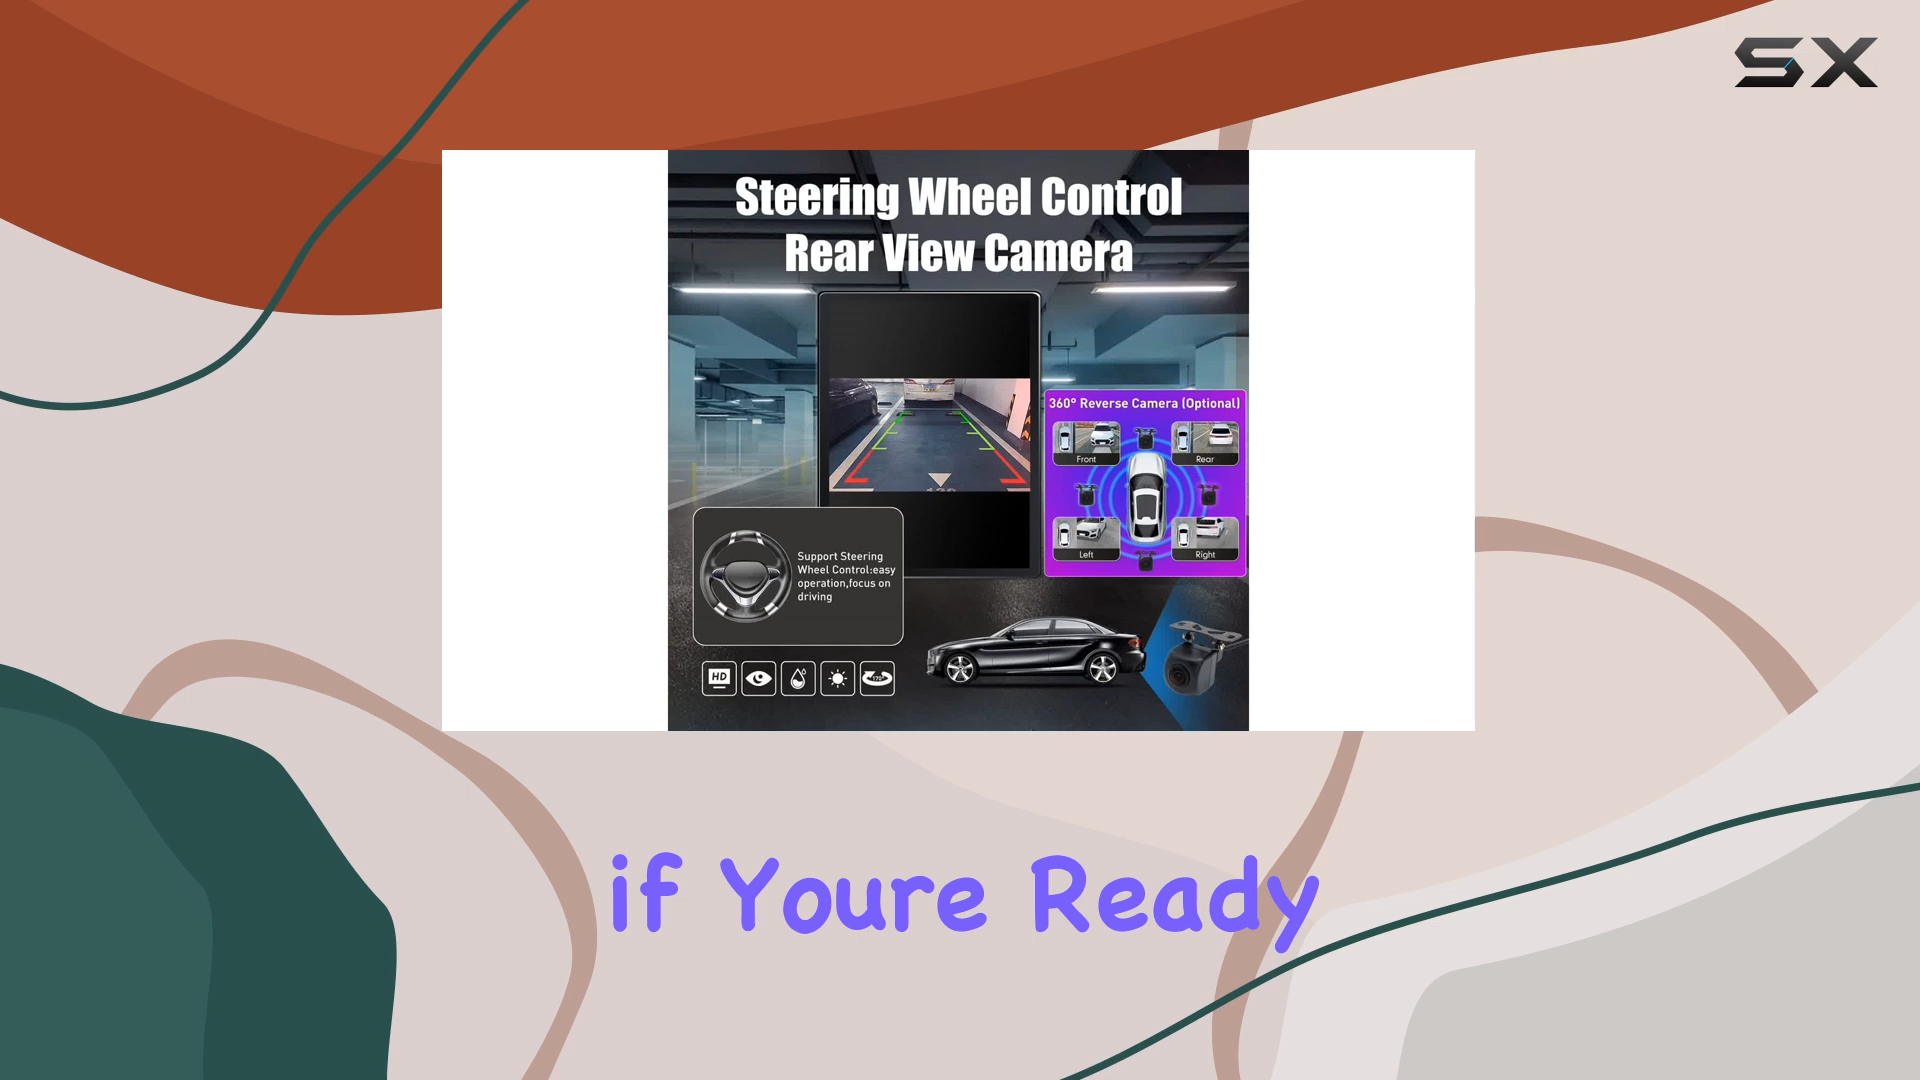 SX
Steering Wheel Control
Rear View Camera
360° Reverse Camera (Optional)
Front
Rear
Left
Right
Support Steering
Wheel Control:easy
operation,focus on
driving
HD
170°
if Youre Ready